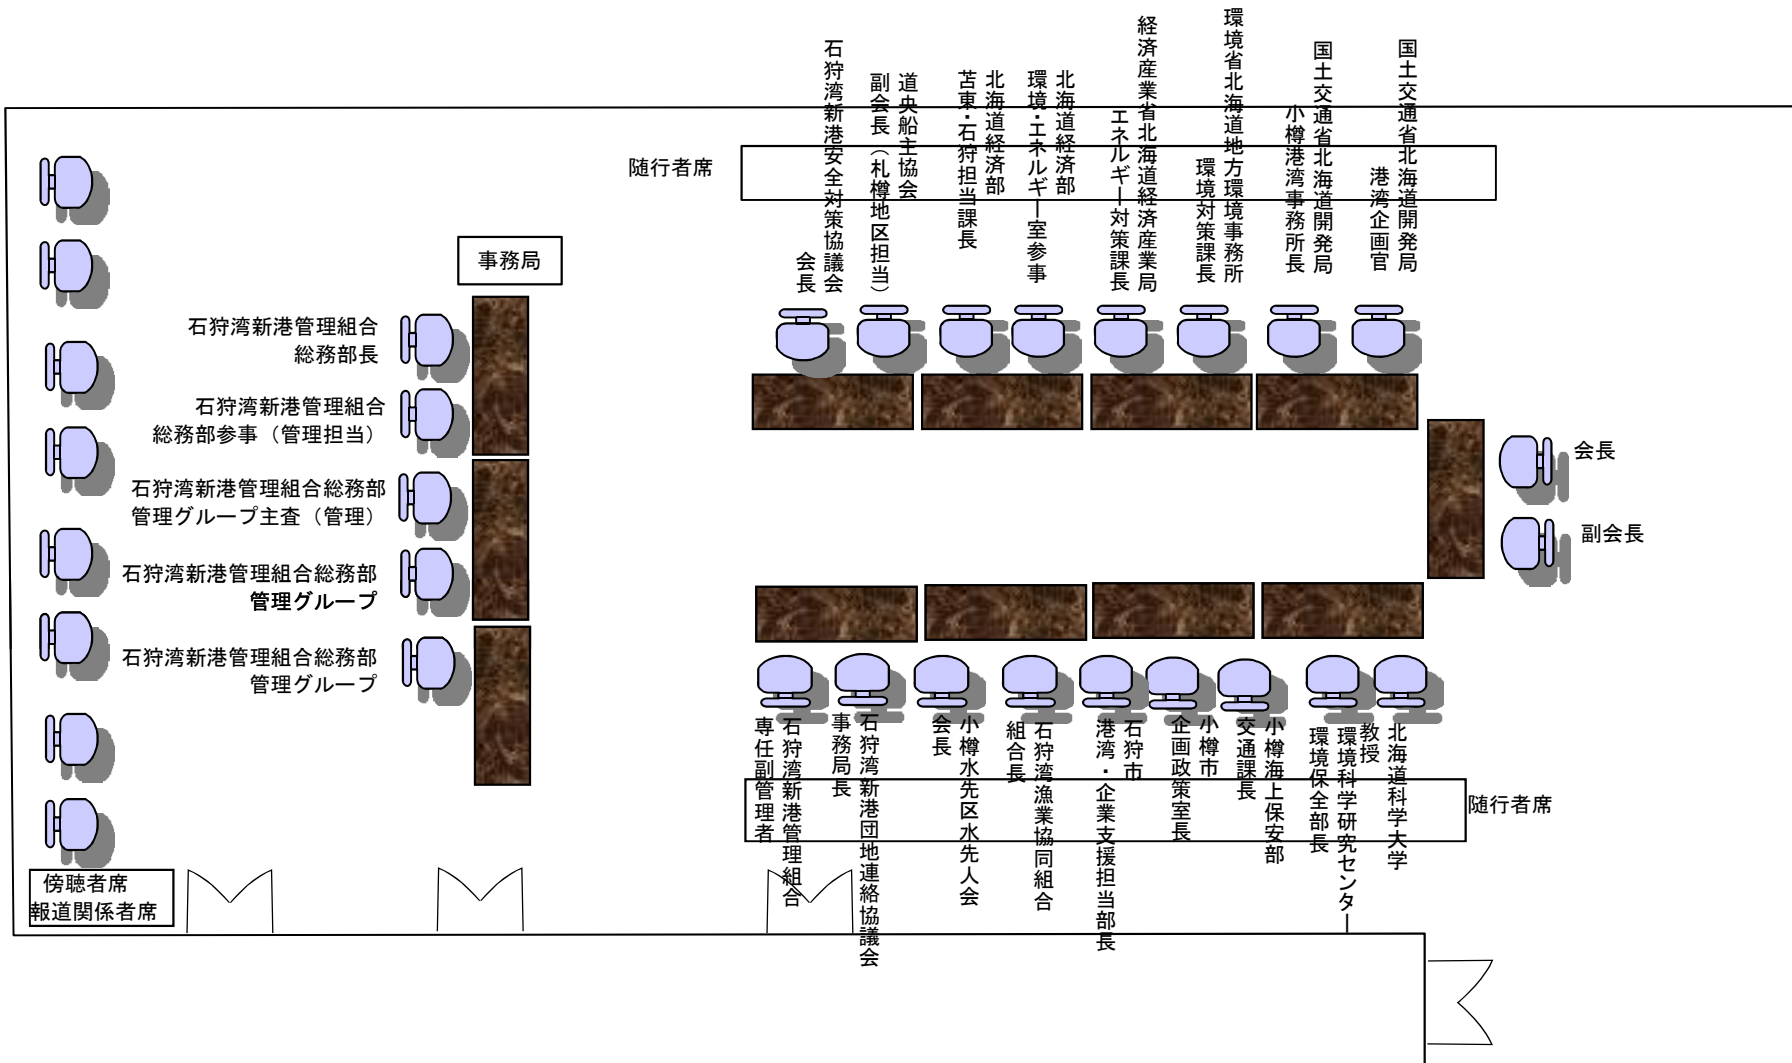 国土交通省北海道開発局
港湾企画官
国土交通省北海道開発局
小樽港湾事務所長
環境省北海道地方環境事務所
環境対策課長
経済産業省北海道経済産業局
エネルギー対策課長
北海道経済部
環境・エネルギー室参事
北海道経済部
苫東・石狩担当課長
道央船主協会
副会長（札樽地区担当）
石狩湾新港安全対策協議会
会長
随行者席
事務局
石狩湾新港管理組合
総務部長
石狩湾新港管理組合
総務部参事（管理担当）
石狩湾新港管理組合総務部
管理グループ主査（管理）
石狩湾新港管理組合総務部
管理グループ
石狩湾新港管理組合総務部
管理グループ
会長
副会長
北海道科学大学
教授
環境科学研究センター
環境保全部長
小樽海上保安部
交通課長
小樽市
企画政策室長
石狩市
港湾・企業支援担当部長
石狩湾漁業協同組合
組合長
小樽水先区水先人会
会長
石狩湾新港団地連絡協議会
事務局長
石狩湾新港管理組合
専任副管理者
随行者席
傍聴者席
報道関係者席